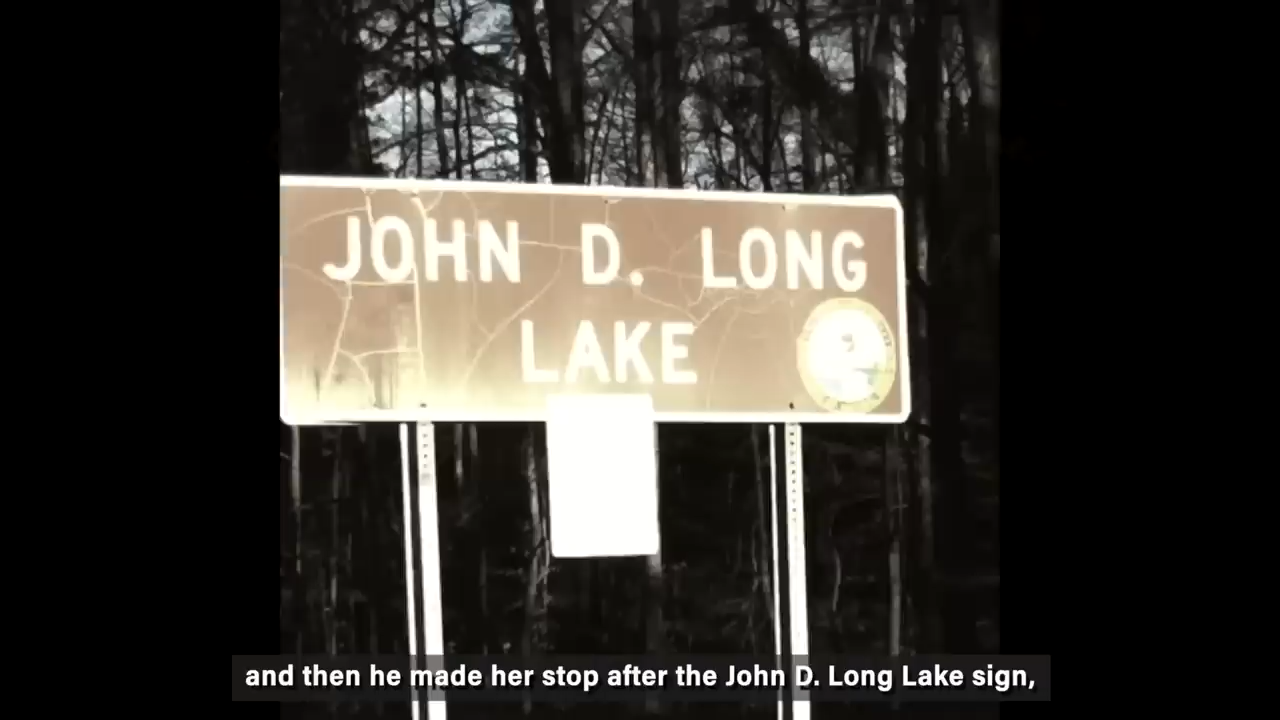 JOHN D. LONG
LAKE
and then he made her stop after the John D. Long Lake sign,